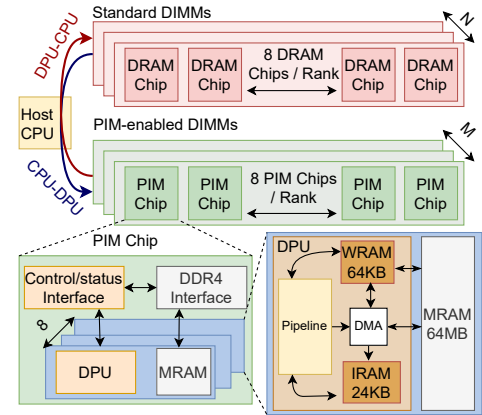 Standard DIMMs
N
DPU-CPU
DRAM
Chip
DRAM
Chip
8 DRAM
Chips / Rank
DRAM
Chip
DRAM
Chip
Host
CPU
PIM-enabled DIMMs
M
CPU-DPU
PIM
Chip
PIM
Chip
8 PIM Chips
/ Rank
PIM
Chip
PIM
Chip
PIM Chip
Control/status
Interface
DDR4
Interface
8
DPU
MRAM
DPU
WRAM
64KB
Pipeline
DMA
MRAM
64MB
IRAM
24KB